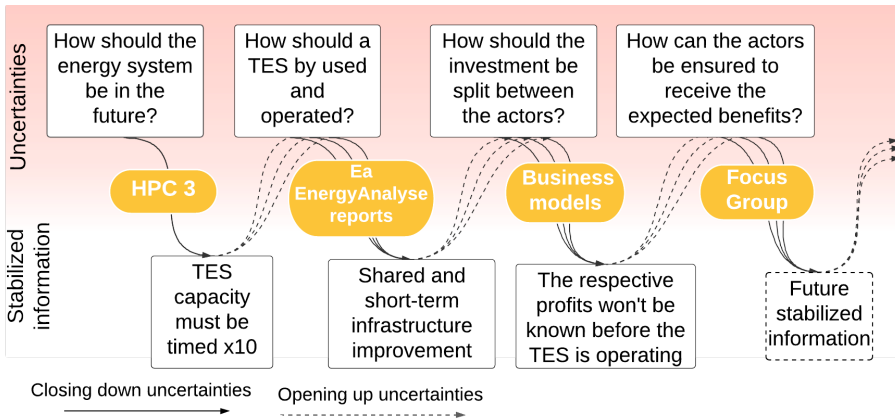 Uncertainties
How should the
energy system
be in the
future?
How should a
TES by used
and
operated?
How should the
investment be
split between
the actors?
How can the actors
be ensured to
receive the
expected benefits?
HPC 3
Ea
EnergyAnalyse
reports
Business
models
Focus
Group
Stabilized
information
TES
capacity
must be
timed x10
Shared and
short-term
infrastructure
improvement
The respective
profits won't be
known before the
TES is operating
Future
stabilized
information
Closing down uncertainties
Opening up uncertainties